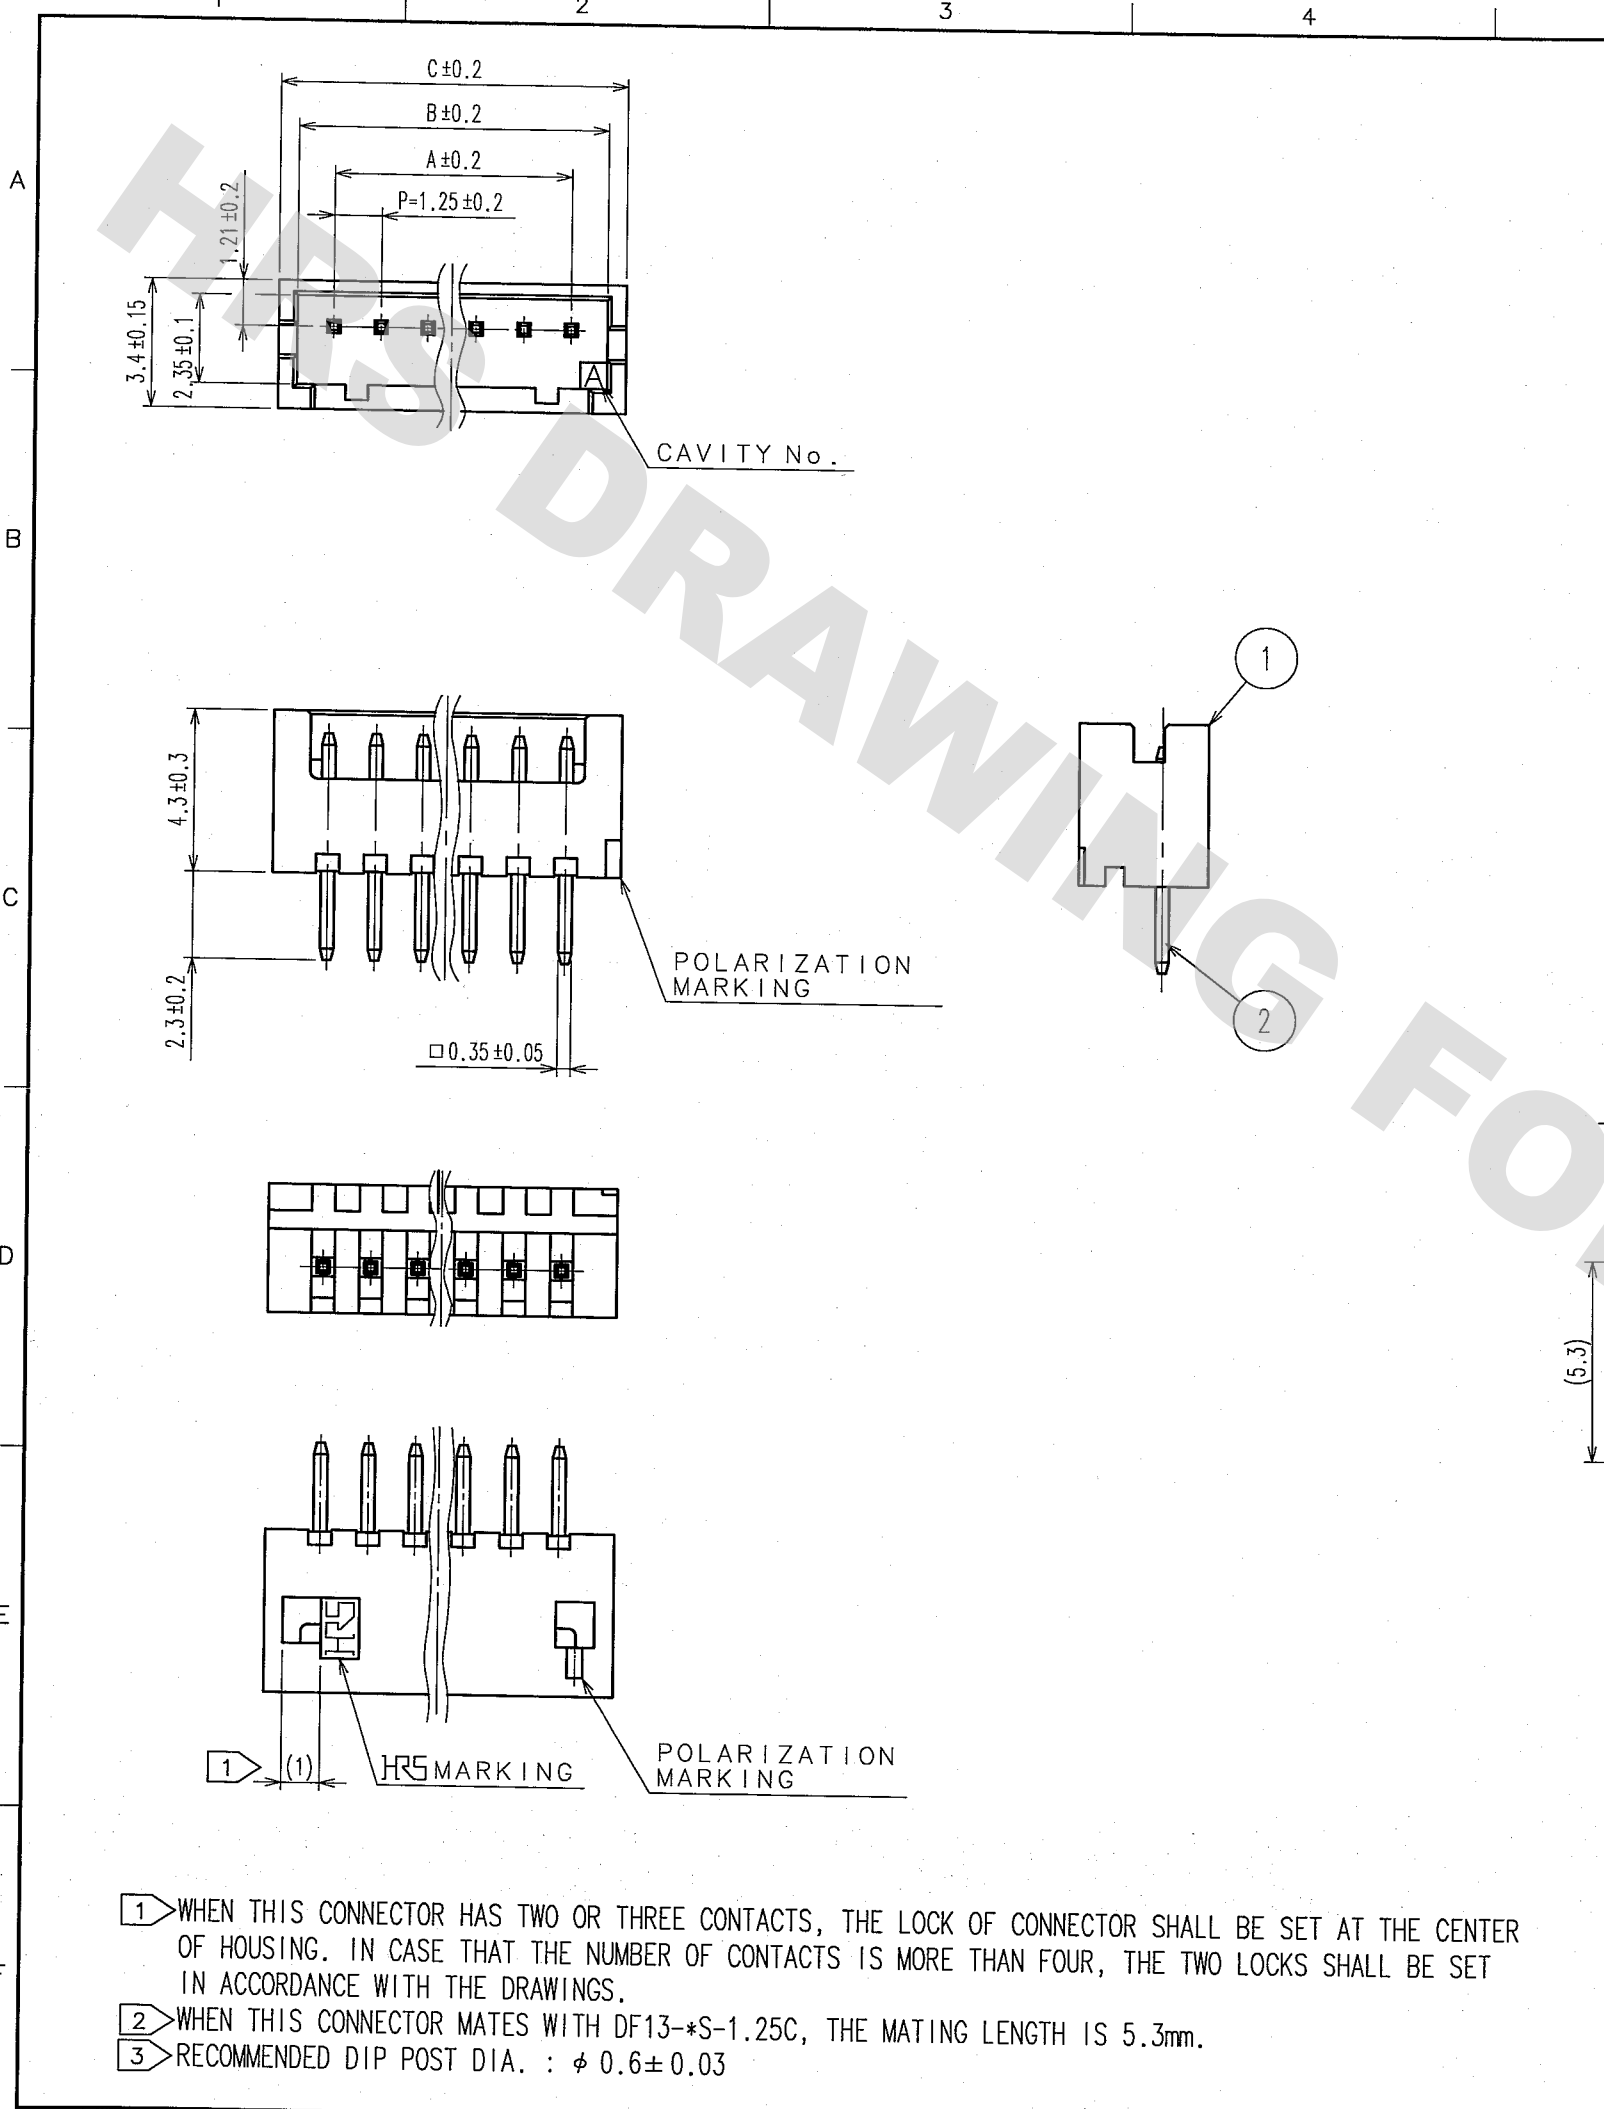 2
3
4
C±0.2
B±0.2
A±0.2
P=1.25±0.2
1.21±0.2
3.4±0.15
2.35±0.1
A
CAVITY No.
A
B
1
4.3±0.3
C
POLARIZATION
MARKING
2.3±0.2
□0.35±0.05
2
D
(5.3)
E
HRS
1
(1)
HRS MARKING
POLARIZATION
MARKING
1 WHEN THIS CONNECTOR HAS TWO OR THREE CONTACTS, THE LOCK OF CONNECTOR SHALL BE SET AT THE CENTER
OF HOUSING. IN CASE THAT THE NUMBER OF CONTACTS IS MORE THAN FOUR, THE TWO LOCKS SHALL BE SET
IN ACCORDANCE WITH THE DRAWINGS.
2 WHEN THIS CONNECTOR MATES WITH DF13-*S-1.25C, THE MATING LENGTH IS 5.3mm.
3 RECOMMENDED DIP POST DIA. : φ 0.6±0.03
HRS DRAWING FO